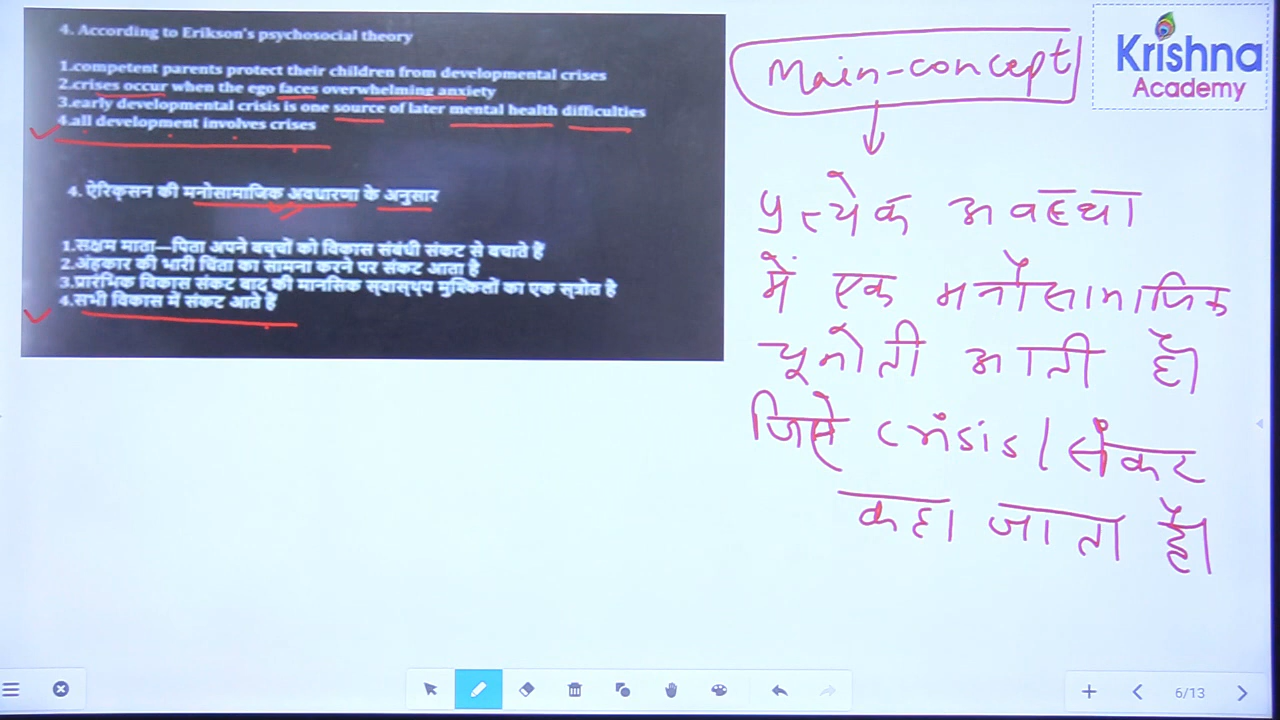 4. According to Erikson's psychosocial theory
1.competent parents protect their children from developmental crises
2.crises occur when the ego faces overwhelming anxiety
3.early developmental crisis is one source of later mental health difficulties
4.all development involves crises
4. ऐरिक्सन की मनोसामाजिक अवधारणा के अनुसार
1.सक्षम माता—पिता अपने बच्चों को विकास संबंधी संकट से बचाते हैं
2.अंहकार की भारी चिंता का सामना करने पर संकट आता है
3.प्रारंभिक विकास संकट बाद की मानसिक स्वास्थ्य मुश्किलों का एक स्त्रोत है
4.सभी विकास में संकट आते हैं
Main-concept
प्रत्येक अवस्था
में एक मनोसामाजिक
चूनोती आती है।
जिसे crisis/संकट
कहा जाता है।
Krishna
Academy
6/13